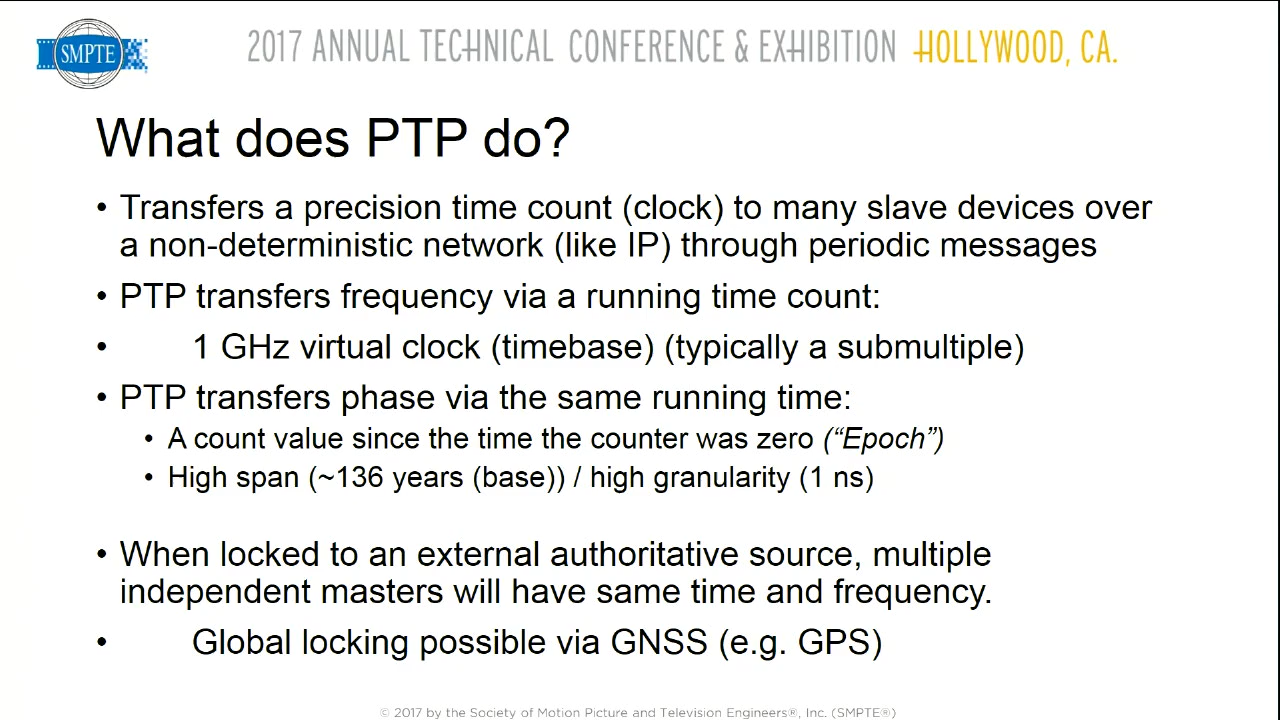 SMPTE
2017 ANNUAL TECHNICAL CONFERENCE & EXHIBITION HOLLYWOOD, CA.
What does PTP do?
• Transfers a precision time count (clock) to many slave devices over
a non-deterministic network (like IP) through periodic messages
• PTP transfers frequency via a running time count:
• 1 GHz virtual clock (timebase) (typically a submultiple)
• PTP transfers phase via the same running time:
• A count value since the time the counter was zero (“Epoch”)
• High span (~136 years (base)) / high granularity (1 ns)
• When locked to an external authoritative source, multiple
independent masters will have same time and frequency.
• Global locking possible via GNSS (e.g. GPS)
© 2017 by the Society of Motion Picture and Television Engineers®, Inc. (SMPTE®)